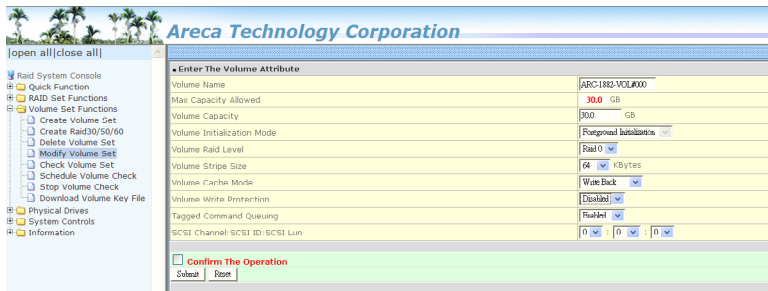 Areca Technology Corporation
|open all|close all|
Raid System Console
Quick Function
RAID Set Functions
Volume Set Functions
Create Volume Set
Create Raid30/50/60
Delete Volume Set
Modify Volume Set
Check Volume Set
Schedule Volume Check
Stop Volume Check
Download Volume Key File
Physical Drives
System Controls
Information
Enter The Volume Attribute
Volume Name ARC-1882-VOL#000
Max Capacity Allowed 30.0 GB
Volume Capacity 30.0 GB
Volume Initialization Mode Foreground Initialization
Volume Raid Level Raid 0
Volume Stripe Size 64 KBytes
Volume Cache Mode Write Back
Volume Write Protection Disabled
Tagged Command Queuing Enabled
SCSI Channel:SCSI ID:SCSI Lun 0 : 0 : 0
Confirm The Operation
Submit Reset